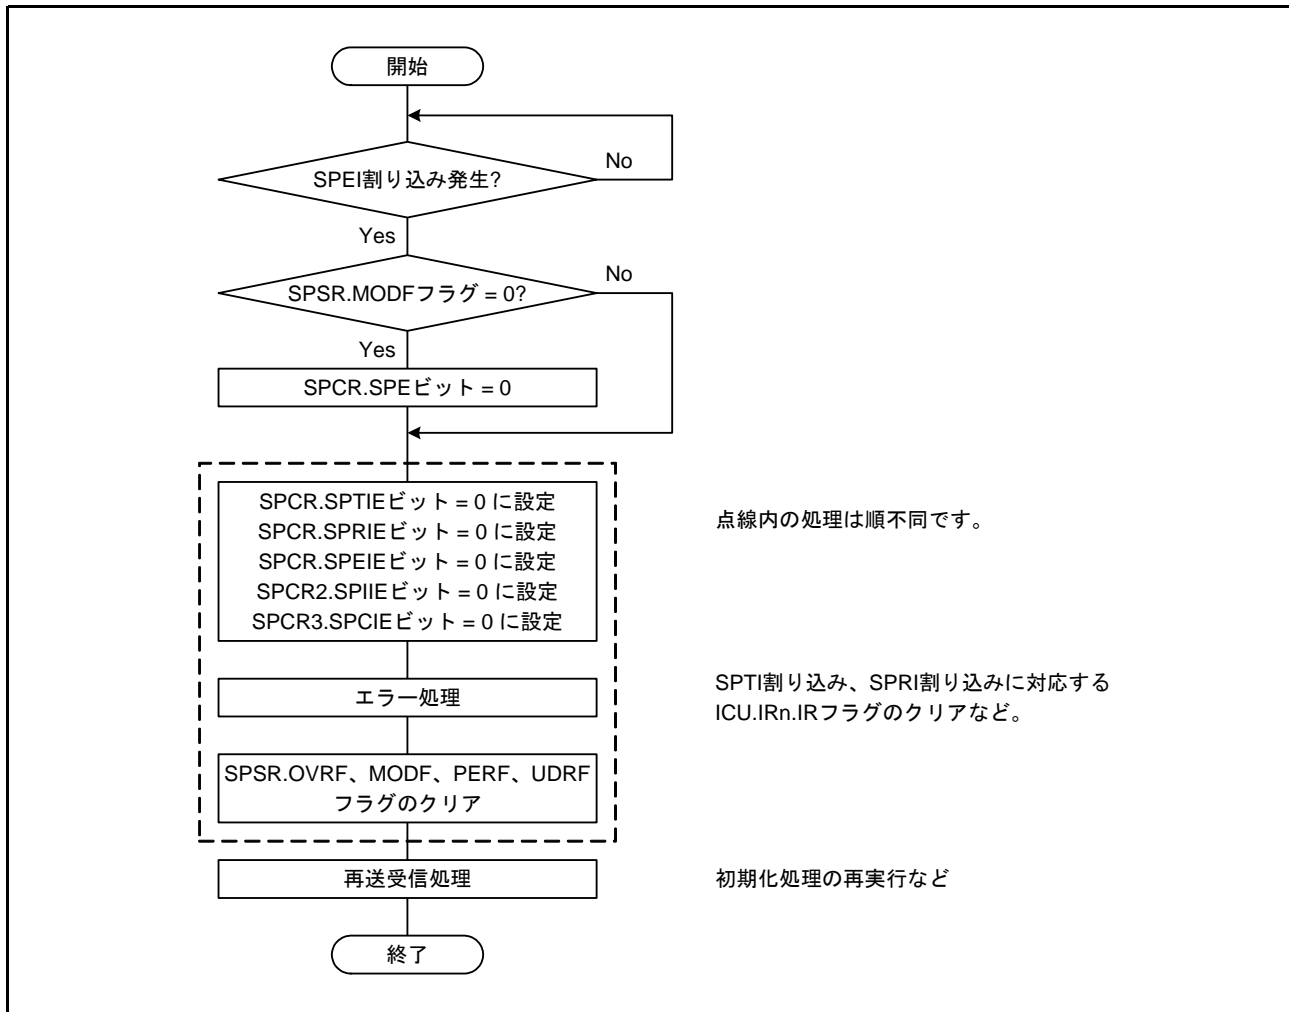 開始
SPEI割り込み発生?
No
Yes
SPSR.MODFフラグ = 0?
No
Yes
SPCR.SPEビット = 0
SPCR.SPTIEビット = 0 に設定
SPCR.SPRIEビット = 0 に設定
SPCR.SPEIEビット = 0 に設定
SPCR2.SPIIEビット = 0 に設定
SPCR3.SPCIEビット = 0 に設定
点線内の処理は順不同です。
エラー処理
SPTI割り込み、SPRI割り込みに対応する
ICU.IRn.IRフラグのクリアなど。
SPSR.OVRF、MODF、PERF、UDRF
フラグのクリア
再送受信処理
初期化処理の再実行など
終了